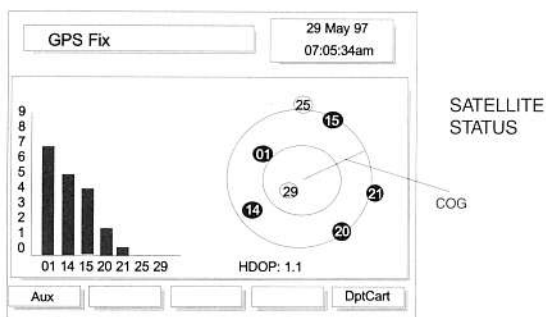 GPS Fix
29 May 97
07:05:34am
9
8
7
6
5
4
3
2
1
0
01 14 15 20 21 25 29
25
15
01
29
21
14
20
HDOP: 1.1
SATELLITE
STATUS
COG
Aux
DptCart